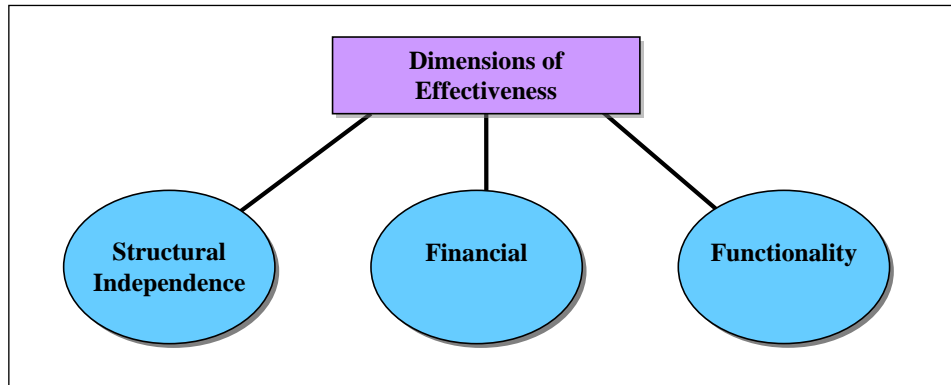 Dimensions of
Effectiveness
Structural
Independence
Financial
Functionality